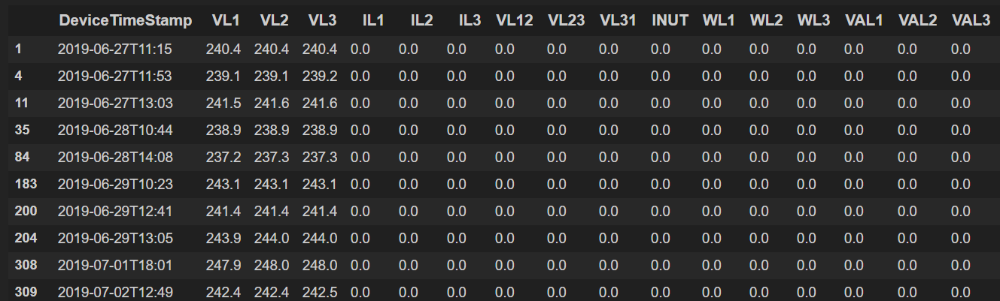 DeviceTimeStamp VL1 VL2 VL3 IL1 IL2 IL3 VL12 VL23 VL31 INUT WL1 WL2 WL3 VAL1 VAL2 VAL3
1 2019-06-27T11:15 240.4 240.4 240.4 0.0 0.0 0.0 0.0 0.0 0.0 0.0 0.0 0.0 0.0 0.0 0.0 0.0
4 2019-06-27T11:53 239.1 239.1 239.2 0.0 0.0 0.0 0.0 0.0 0.0 0.0 0.0 0.0 0.0 0.0 0.0 0.0
11 2019-06-27T13:03 241.5 241.6 241.6 0.0 0.0 0.0 0.0 0.0 0.0 0.0 0.0 0.0 0.0 0.0 0.0 0.0
35 2019-06-28T10:44 238.9 238.9 238.9 0.0 0.0 0.0 0.0 0.0 0.0 0.0 0.0 0.0 0.0 0.0 0.0 0.0
84 2019-06-28T14:08 237.2 237.3 237.3 0.0 0.0 0.0 0.0 0.0 0.0 0.0 0.0 0.0 0.0 0.0 0.0 0.0
183 2019-06-29T10:23 243.1 243.1 243.1 0.0 0.0 0.0 0.0 0.0 0.0 0.0 0.0 0.0 0.0 0.0 0.0 0.0
200 2019-06-29T12:41 241.4 241.4 241.4 0.0 0.0 0.0 0.0 0.0 0.0 0.0 0.0 0.0 0.0 0.0 0.0 0.0
204 2019-06-29T13:05 243.9 244.0 244.0 0.0 0.0 0.0 0.0 0.0 0.0 0.0 0.0 0.0 0.0 0.0 0.0 0.0
308 2019-07-01T18:01 247.9 248.0 248.0 0.0 0.0 0.0 0.0 0.0 0.0 0.0 0.0 0.0 0.0 0.0 0.0 0.0
309 2019-07-02T12:49 242.4 242.4 242.5 0.0 0.0 0.0 0.0 0.0 0.0 0.0 0.0 0.0 0.0 0.0 0.0 0.0